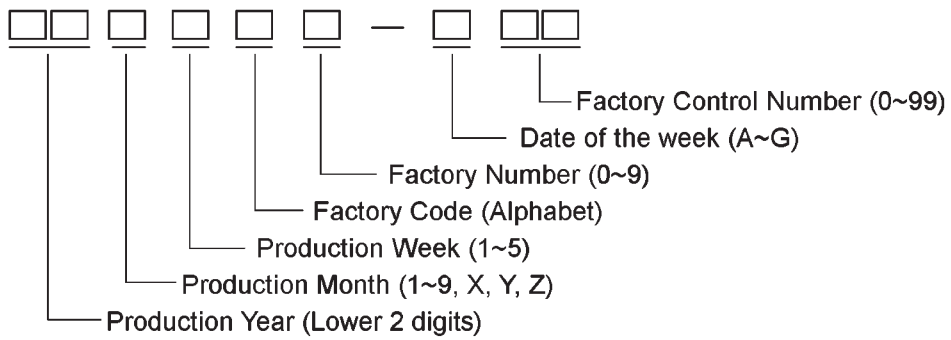 Factory Control Number (0~99)
Date of the week (A~G)
Factory Number (0~9)
Factory Code (Alphabet)
Production Week (1~5)
Production Month (1~9, X, Y, Z)
Production Year (Lower 2 digits)